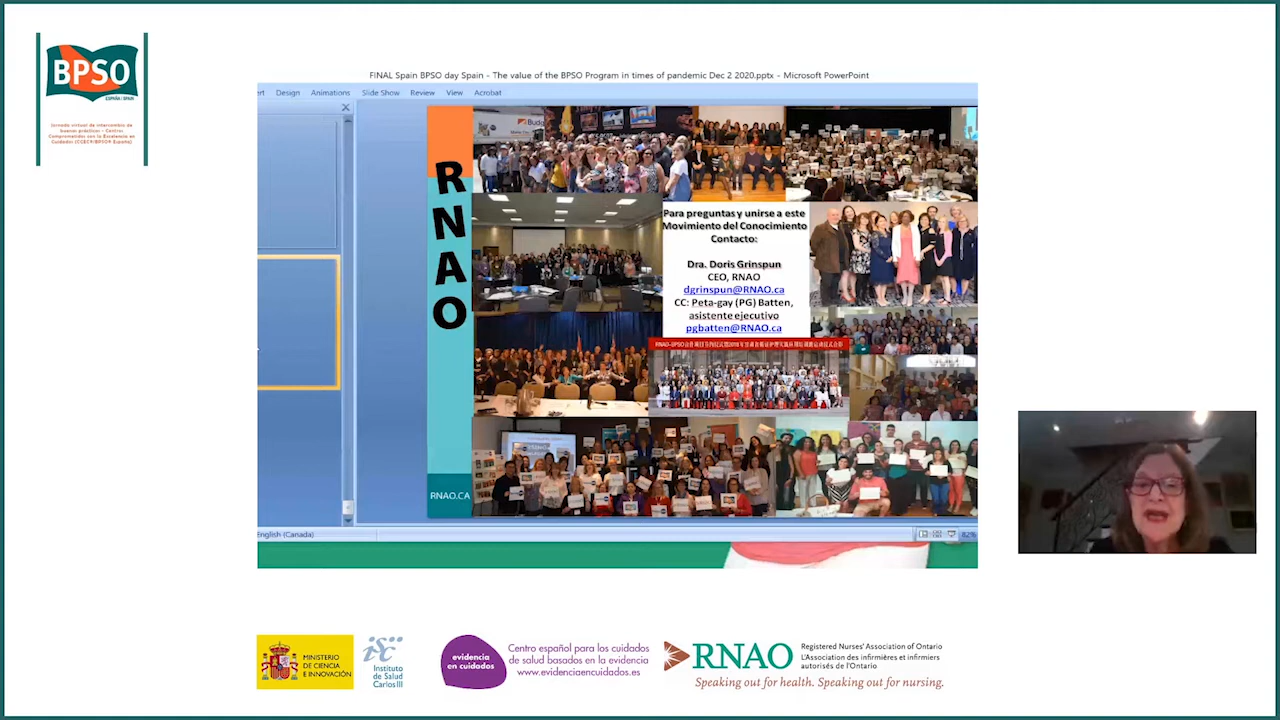 BPSO
ESPAÑA / SPAIN
Jornada virtual de intercambio de
buenas prácticas - Centros
Comprometidos con la Excelencia en
Cuidados (CCEC®/BPSO® España)
FINAL Spain BPSO day Spain - The value of the BPSO Program in times of pandemic Dec 2 2020.pptx - Microsoft PowerPoint
ert Design Animations Slide Show Review View Acrobat
RNAO
RNAO.CA
Para preguntas y unirse a este
Movimiento del Conocimiento
Contacto:
Dra. Doris Grinspun
CEO, RNAO
dgrinspun@RNAO.ca
CC: Peta-gay (PG) Batten,
asistente ejecutivo
pgbatten@RNAO.ca
English (Canada)
82%
MINISTERIO
DE CIENCIA
E INNOVACIÓN
isc
Instituto
de Salud
Carlos III
evidencia
en cuidados
Centro español para los cuidados
de salud basados en la evidencia
www.evidenciaencuidados.es
RNAO
Registered Nurses' Association of Ontario
L'Association des infirmières et infirmiers
autorisés de l'Ontario
Speaking out for health. Speaking out for nursing.